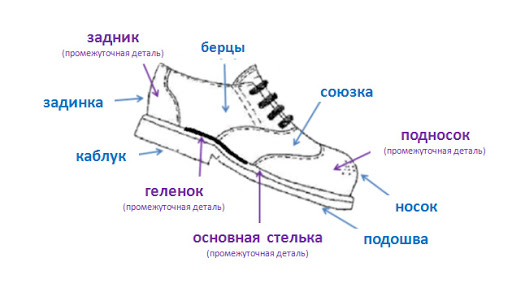 задник
(промежуточная деталь)
берцы
задинка
союзка
подносок
(промежуточная деталь)
каблук
геленок
(промежуточная деталь)
носок
основная стелька
(промежуточная деталь)
подошва